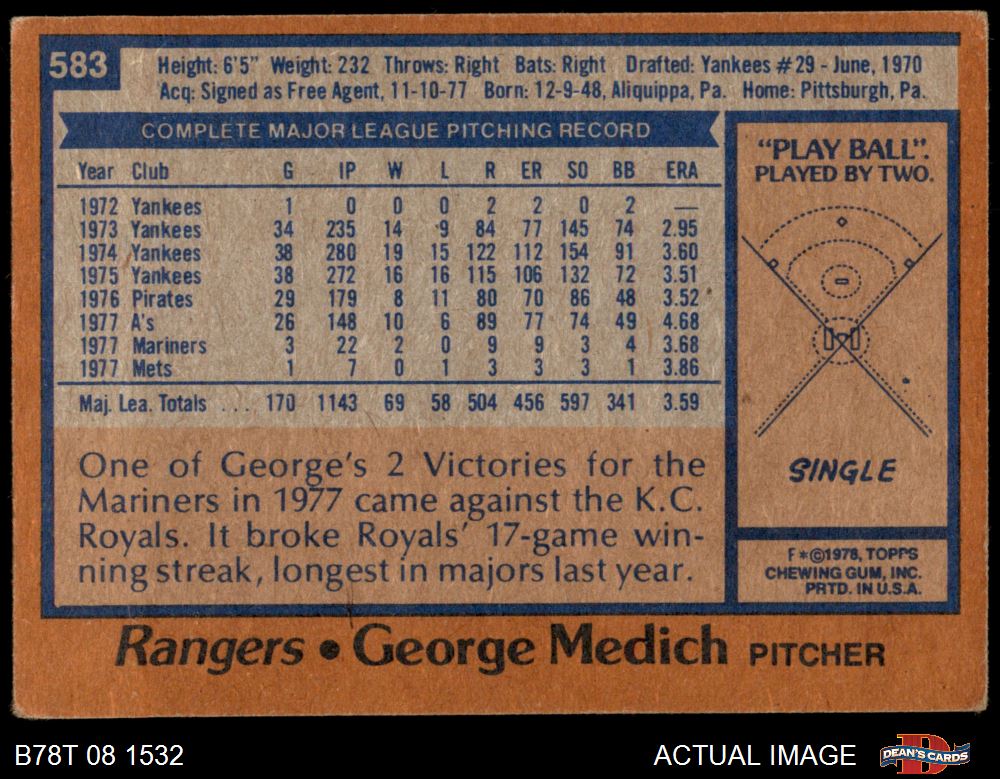 583
Height: 6'5" Weight: 232 Throws: Right Bats: Right Drafted: Yankees #29 - June, 1970
Acq: Signed as Free Agent, 11-10-77 Born: 12-9-48, Aliquippa, Pa. Home: Pittsburgh, Pa.
COMPLETE MAJOR LEAGUE PITCHING RECORD
Year Club G IP W L R ER SO BB ERA
1972 Yankees 1 0 0 0 2 2 0 2 —
1973 Yankees 34 235 14 9 84 77 145 74 2.95
1974 Yankees 38 280 19 15 122 112 154 91 3.60
1975 Yankees 38 272 16 16 115 106 132 72 3.51
1976 Pirates 29 179 8 11 80 70 86 48 3.52
1977 A's 26 148 10 6 89 77 74 49 4.68
1977 Mariners 3 22 2 0 9 9 3 4 3.68
1977 Mets 1 7 0 1 3 3 3 1 3.86
Maj. Lea. Totals ... 170 1143 69 58 504 456 597 341 3.59
One of George's 2 Victories for the
Mariners in 1977 came against the K.C.
Royals. It broke Royals' 17-game win-
ning streak, longest in majors last year.
"PLAY BALL".
PLAYED BY TWO.
SINGLE
F*©1978, TOPPS
CHEWING GUM, INC.
PRTD. IN U.S.A.
Rangers • George Medich PITCHER
B78T 08 1532
ACTUAL IMAGE
D
DEAN'S CARDS